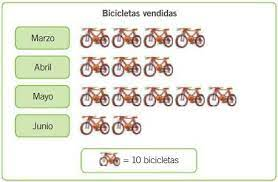 Bicicletas vendidas
Marzo
Abril
Mayo
Junio
= 10 bicicletas